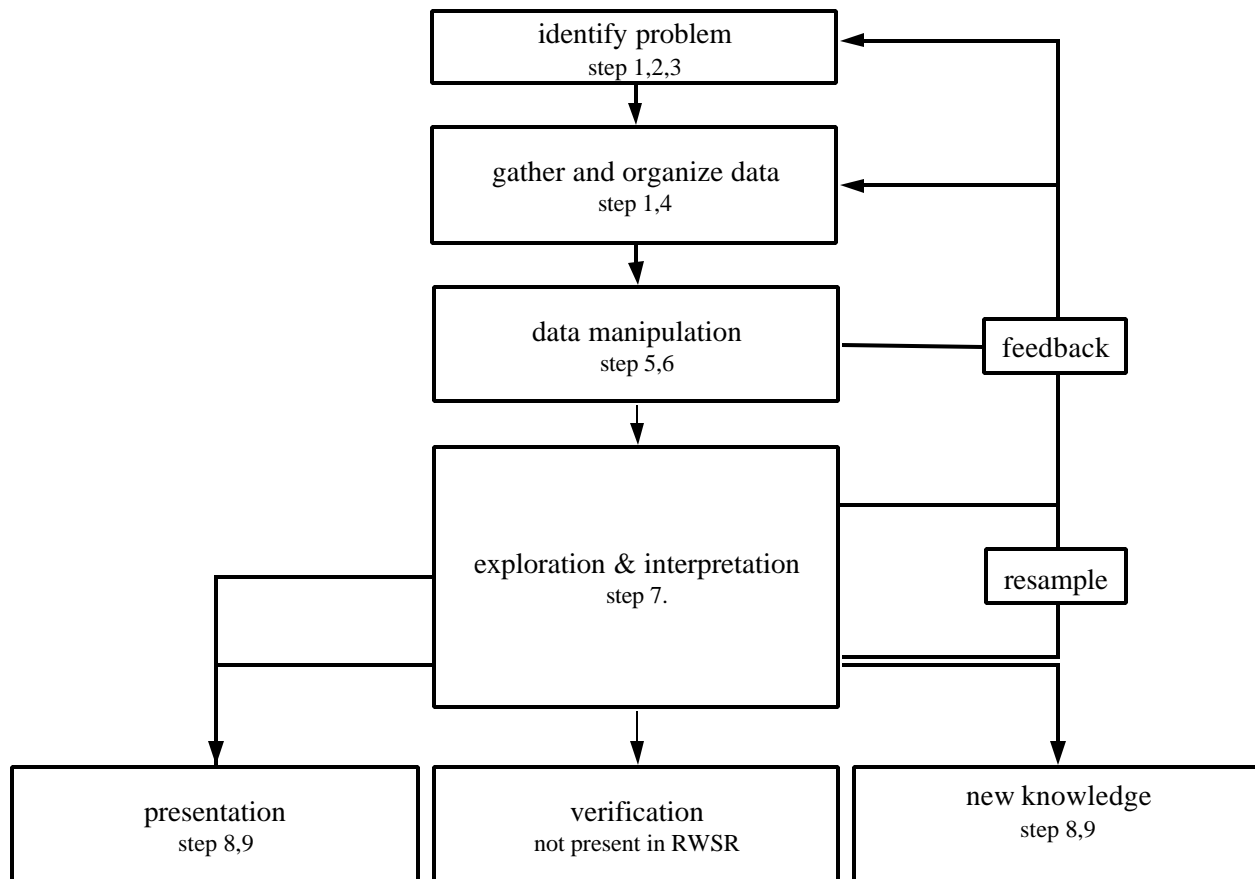 identify problem
step 1,2,3
gather and organize data
step 1,4
data manipulation
step 5,6
feedback
exploration & interpretation
step 7.
resample
presentation
step 8,9
verification
not present in RWSR
new knowledge
step 8,9